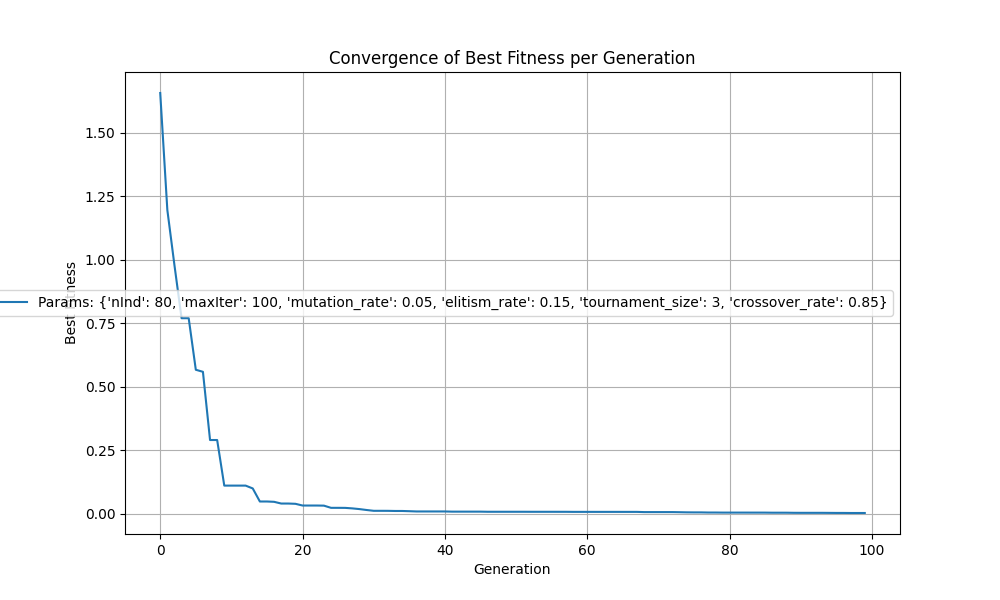 Convergence of Best Fitness per Generation
1.50
1.25
1.00
0.75
0.50
0.25
0.00
Best
Params: {'nInd': 80, 'maxIter': 100, 'mutation_rate': 0.05, 'elitism_rate': 0.15, 'tournament_size': 3, 'crossover_rate': 0.85}
0 20 40 60 80 100
Generation